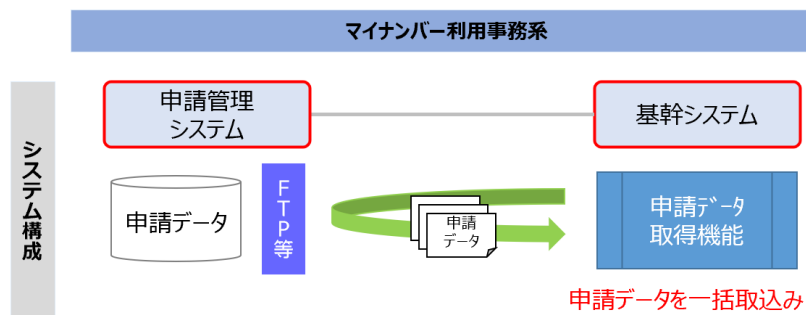 マイナンバー利用事務系
システム構成
申請管理
システム
基幹システム
申請データ
FTP等
申請
データ
申請ﾃﾞｰﾀ
取得機能
申請データを一括取込み